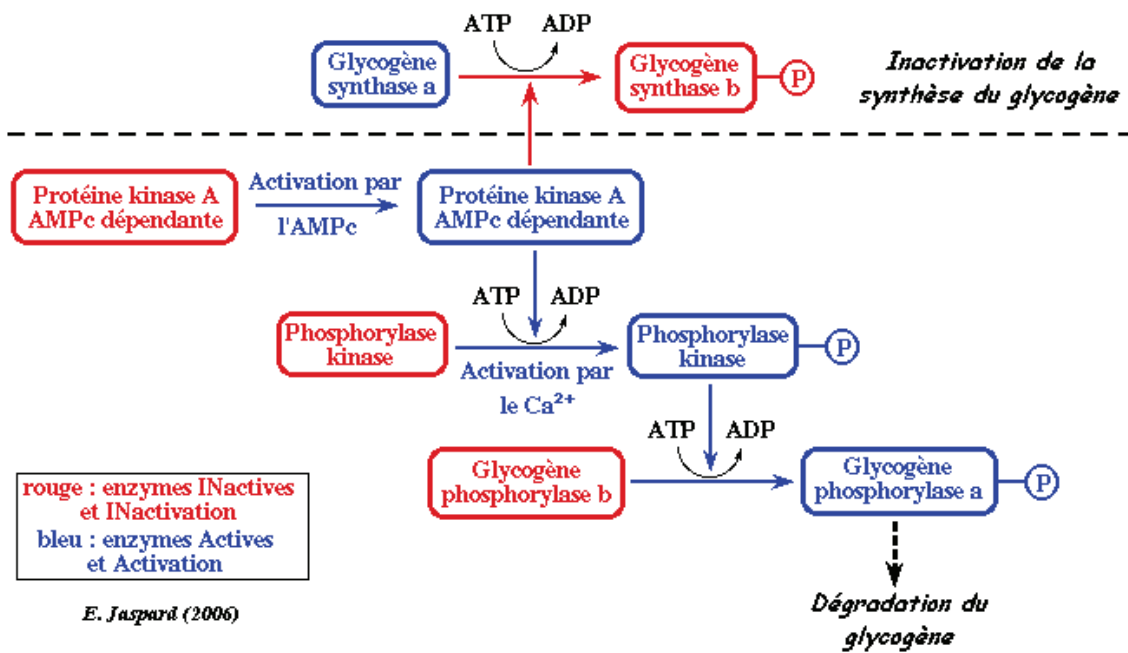 ATP ADP
Glycogène
synthase a
Glycogène
synthase b
P
Inactivation de la
synthèse du glycogène
Protéine kinase A
AMPc dépendante
Activation par
l'AMPc
Protéine kinase A
AMPc dépendante
ATP ADP
Phosphorylase
kinase
Activation par
le Ca²⁺
Phosphorylase
kinase
P
ATP ADP
Glycogène
phosphorylase b
Glycogène
phosphorylase a
P
rouge : enzymes INactives
et INactivation
bleu : enzymes Actives
et Activation
E. Jaspard (2006)
Dégradation du
glycogène